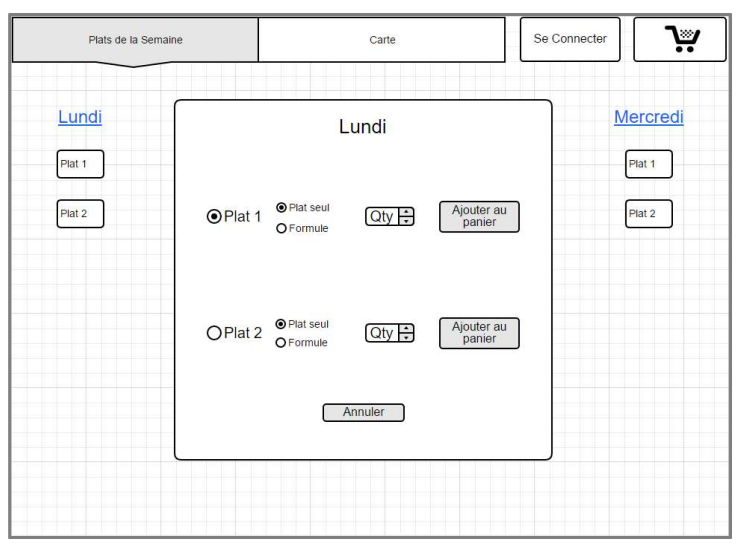 Plats de la Semaine
Carte
Se Connecter
Lundi
Plat 1
Plat 2
Lundi
Plat 1
Plat seul
Formule
Qty
Ajouter au
panier
Plat 2
Plat seul
Formule
Qty
Ajouter au
panier
Annuler
Mercredi
Plat 1
Plat 2